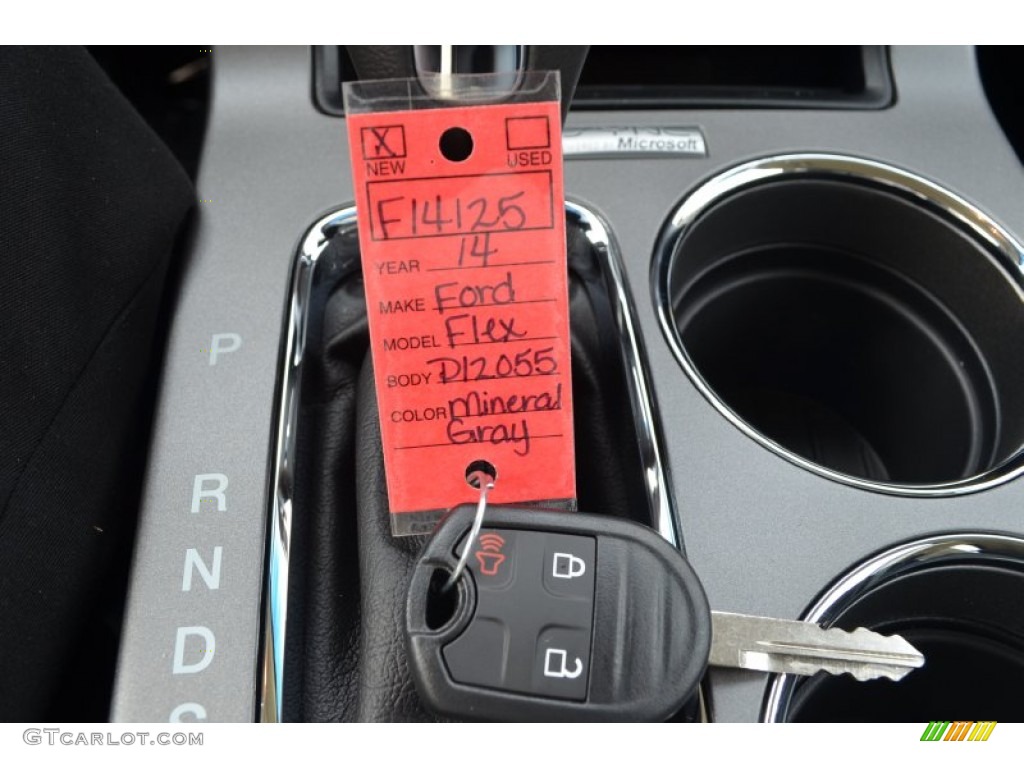 X
NEW USED
F14125
YEAR 14
MAKE Ford
MODEL Flex
BODY D12055
COLOR Mineral
Gray
Microsoft
P
R
N
D
S
GTCARLOT.COM